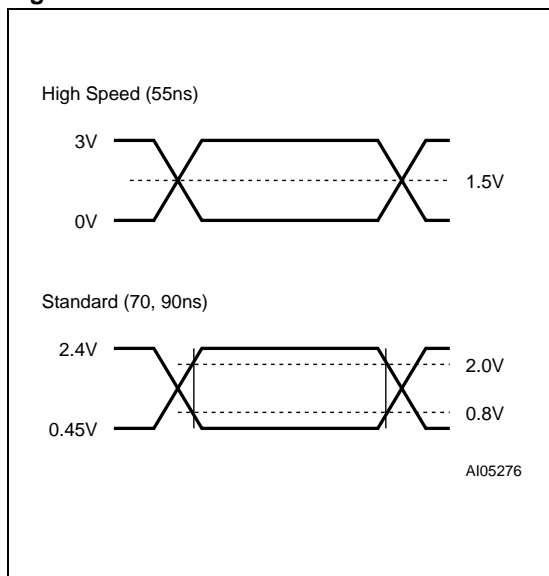 High Speed (55ns)
3V
1.5V
0V
Standard (70, 90ns)
2.4V
2.0V
0.8V
0.45V
AI05276